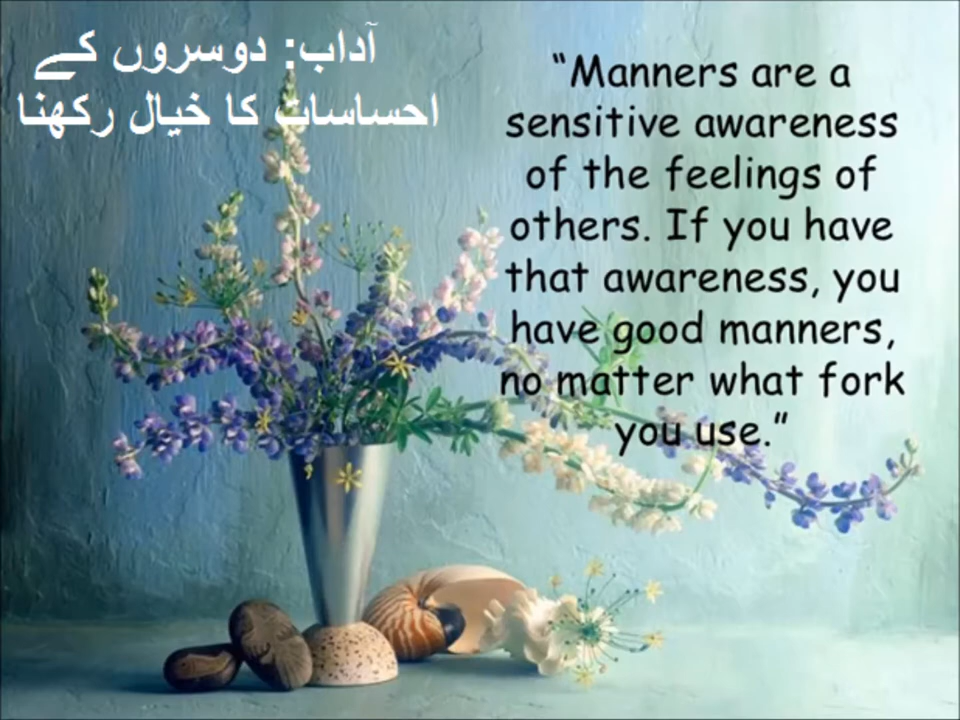 آداب: دوسروں کے
احساسات کا خیال رکھنا
“Manners are a
sensitive awareness
of the feelings of
others. If you have
that awareness, you
have good manners,
no matter what fork
you use.”